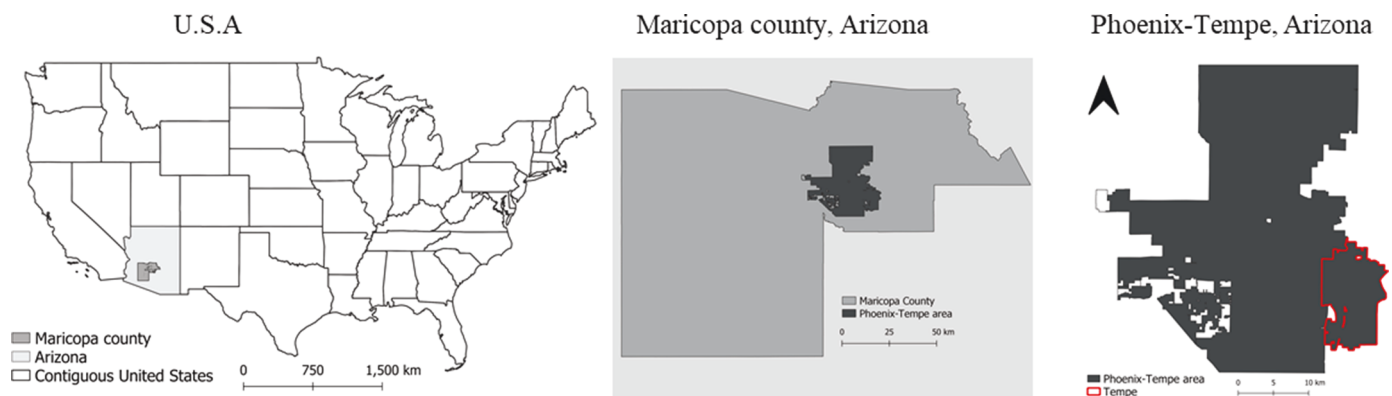 U.S.A
Maricopa county
Arizona
Contiguous United States
0 750 1,500 km
Maricopa county, Arizona
Maricopa County
Phoenix-Tempe area
0 25 50 km
Phoenix-Tempe, Arizona
Phoenix-Tempe area
Tempe
0 5 10 km